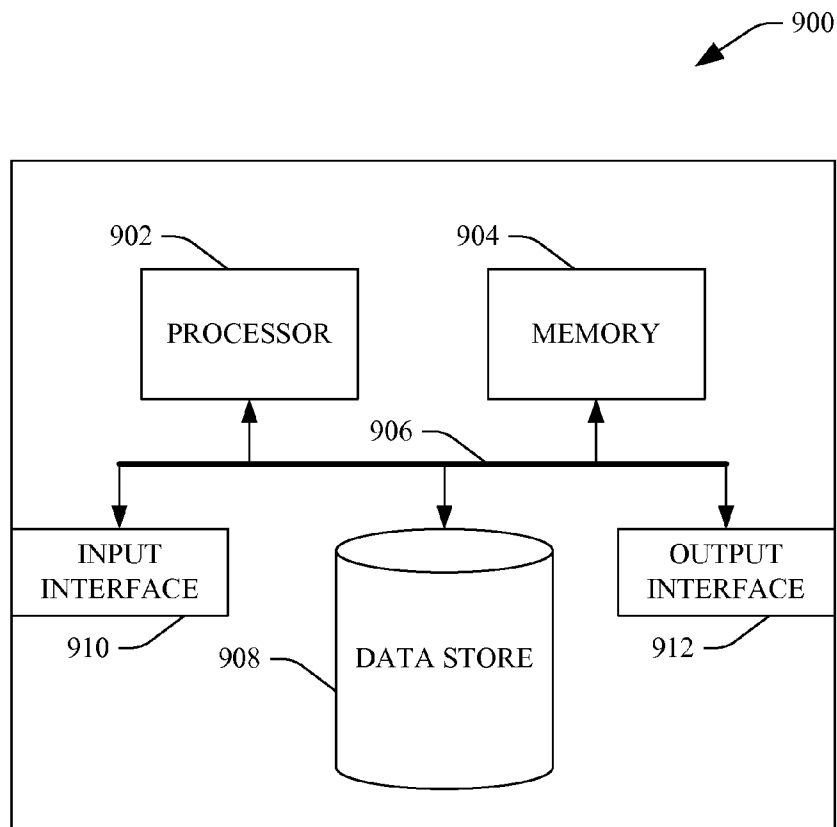 900
902
904
PROCESSOR
MEMORY
906
INPUT
INTERFACE
OUTPUT
INTERFACE
910
908
DATA STORE
912